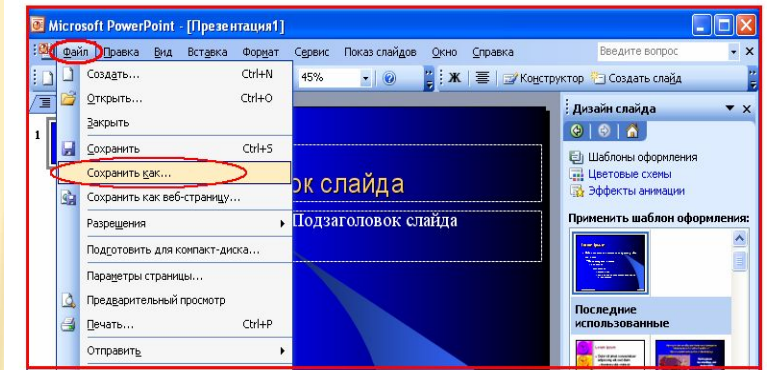 Microsoft PowerPoint - [Презентация1]
Файл Правка Вид Вставка Формат Сервис Показ слайдов Окно Справка Введите вопрос
45% Ж Конструктор Создать слайд
Создать... Ctrl+N
Открыть... Ctrl+O
Закрыть
Сохранить Ctrl+S
Сохранить как...
Сохранить как веб-страницу...
Разрешения
Подготовить для компакт-диска...
Параметры страницы...
Предварительный просмотр
Печать... Ctrl+P
Отправить
1
ок слайда
Подзаголовок слайда
Дизайн слайда
Шаблоны оформления
Цветовые схемы
Эффекты анимации
Применить шаблон оформления:
Последние
использованные